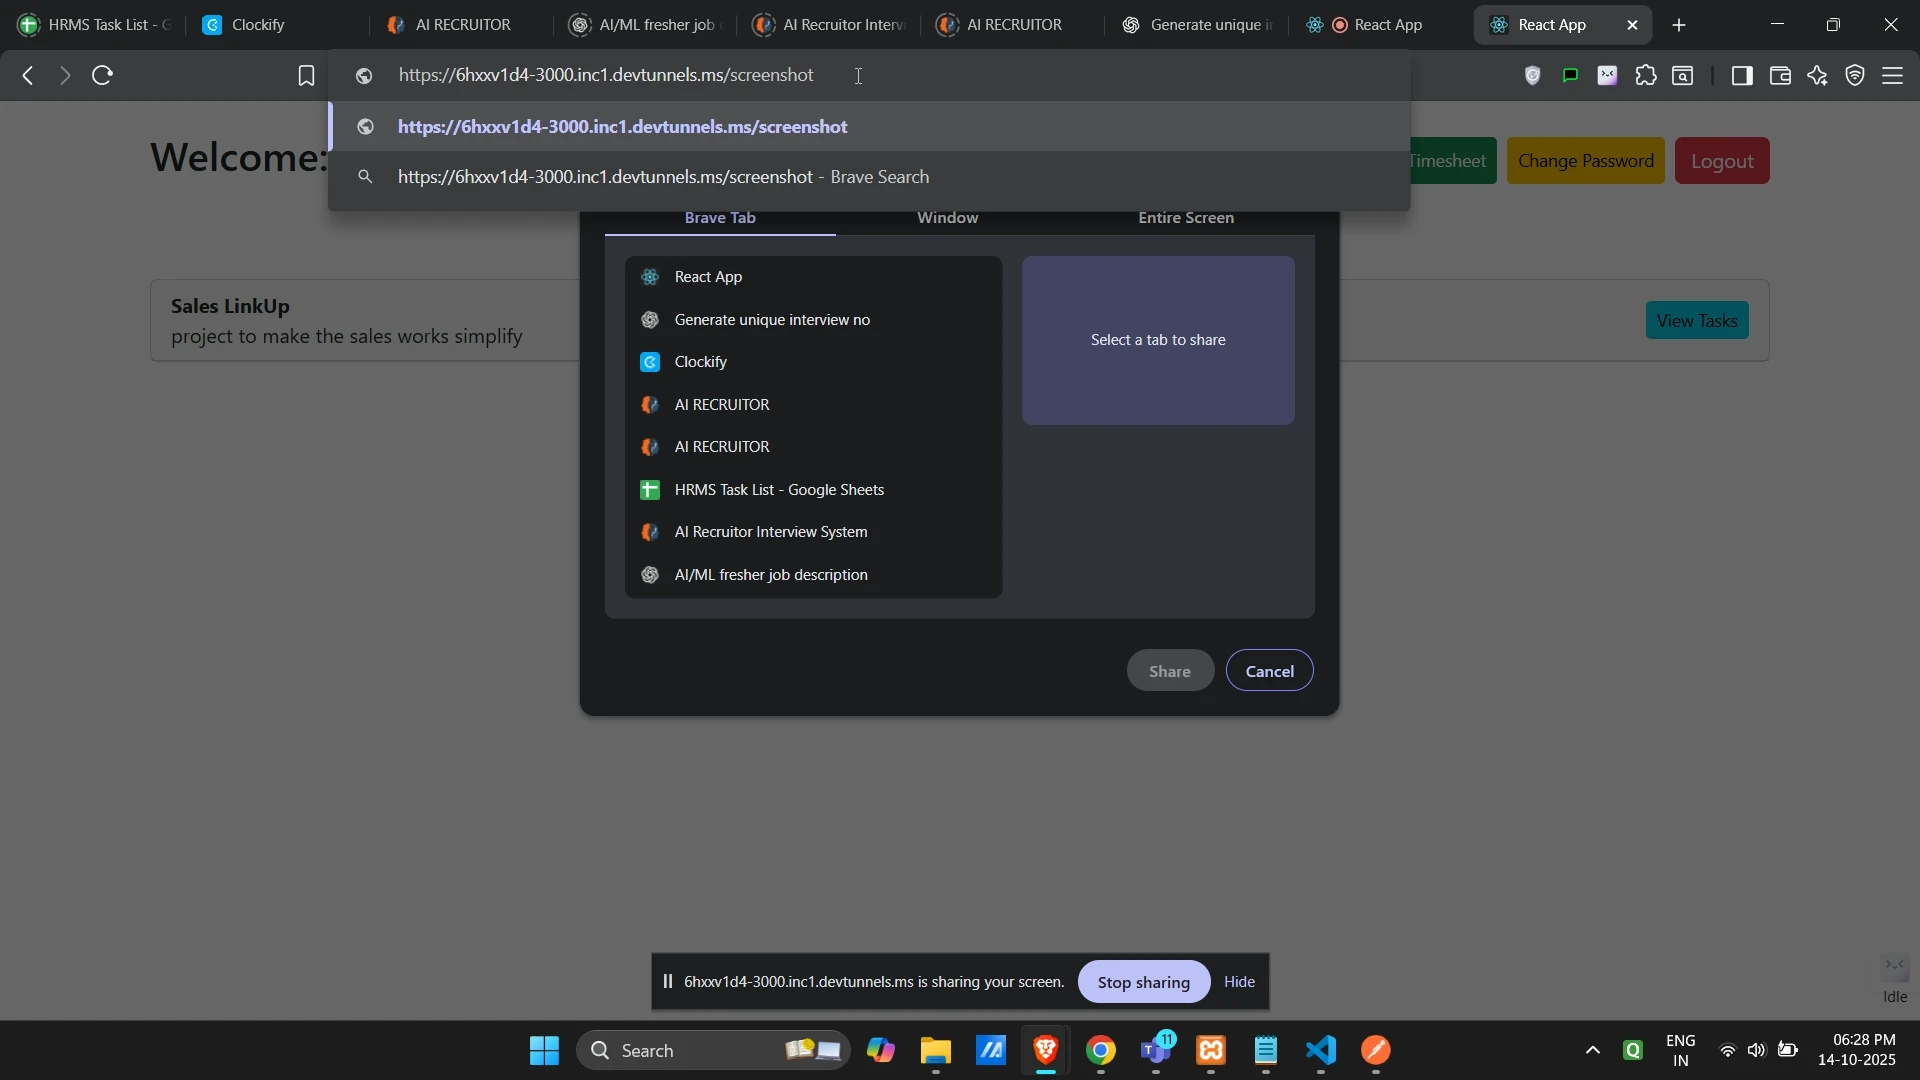 HRMS Task List - G
Clockify
AI RECRUITOR
AI/ML fresher job
AI Recruitor Interv
AI RECRUITOR
Generate unique i
React App
React App
https://6hxxv1d4-3000.inc1.devtunnels.ms/screenshot
https://6hxxv1d4-3000.inc1.devtunnels.ms/screenshot
https://6hxxv1d4-3000.inc1.devtunnels.ms/screenshot - Brave Search
Welcome:
Timesheet
Change Password
Logout
Brave Tab
Window
Entire Screen
React App
Generate unique interview no
Clockify
AI RECRUITOR
AI RECRUITOR
HRMS Task List - Google Sheets
AI Recruitor Interview System
AI/ML fresher job description
Select a tab to share
Sales LinkUp
project to make the sales works simplify
View Tasks
Share
Cancel
6hxxv1d4-3000.inc1.devtunnels.ms is sharing your screen.
Stop sharing
Hide
Idle
Search
11
ENG
IN
06:28 PM
14-10-2025